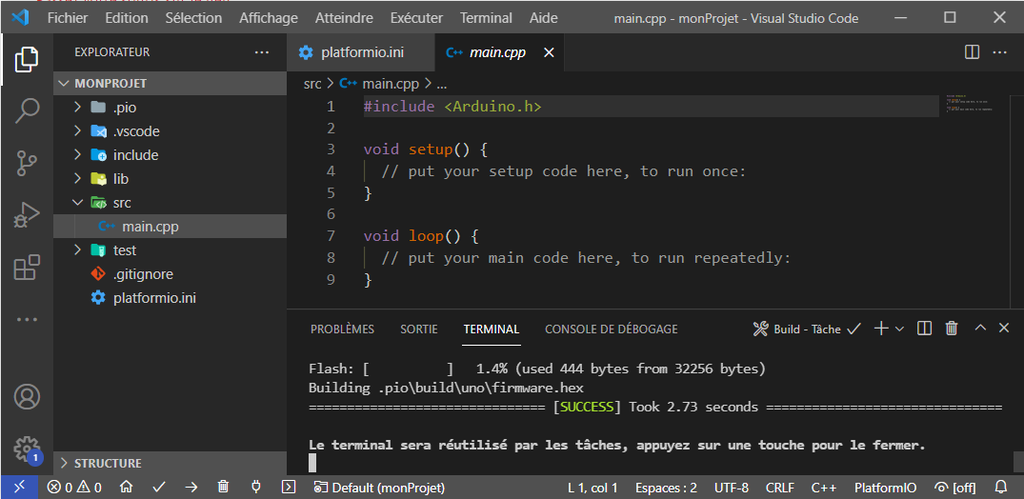 Fichier Edition Sélection Affichage Atteindre Exécuter Terminal Aide main.cpp - monProjet - Visual Studio Code
EXPLORATEUR ...
MONPROJET
.pio
.vscode
include
lib
src
main.cpp
test
.gitignore
platformio.ini
STRUCTURE
1
platformio.ini main.cpp
src > main.cpp > ...
1 #include <Arduino.h>
2
3 void setup() {
4 // put your setup code here, to run once:
5 }
6
7 void loop() {
8 // put your main code here, to run repeatedly:
9 }
PROBLÈMES SORTIE TERMINAL CONSOLE DE DÉBOGAGE Build - Tâche
Flash: [          ]   1.4% (used 444 bytes from 32256 bytes)
Building .pio\build\uno\firmware.hex
=============================== [SUCCESS] Took 2.73 seconds ===============================
Le terminal sera réutilisé par les tâches, appuyez sur une touche pour le fermer.
0 0 Default (monProjet) L 1, col 1 Espaces : 2 UTF-8 CRLF C++ PlatformIO [off]